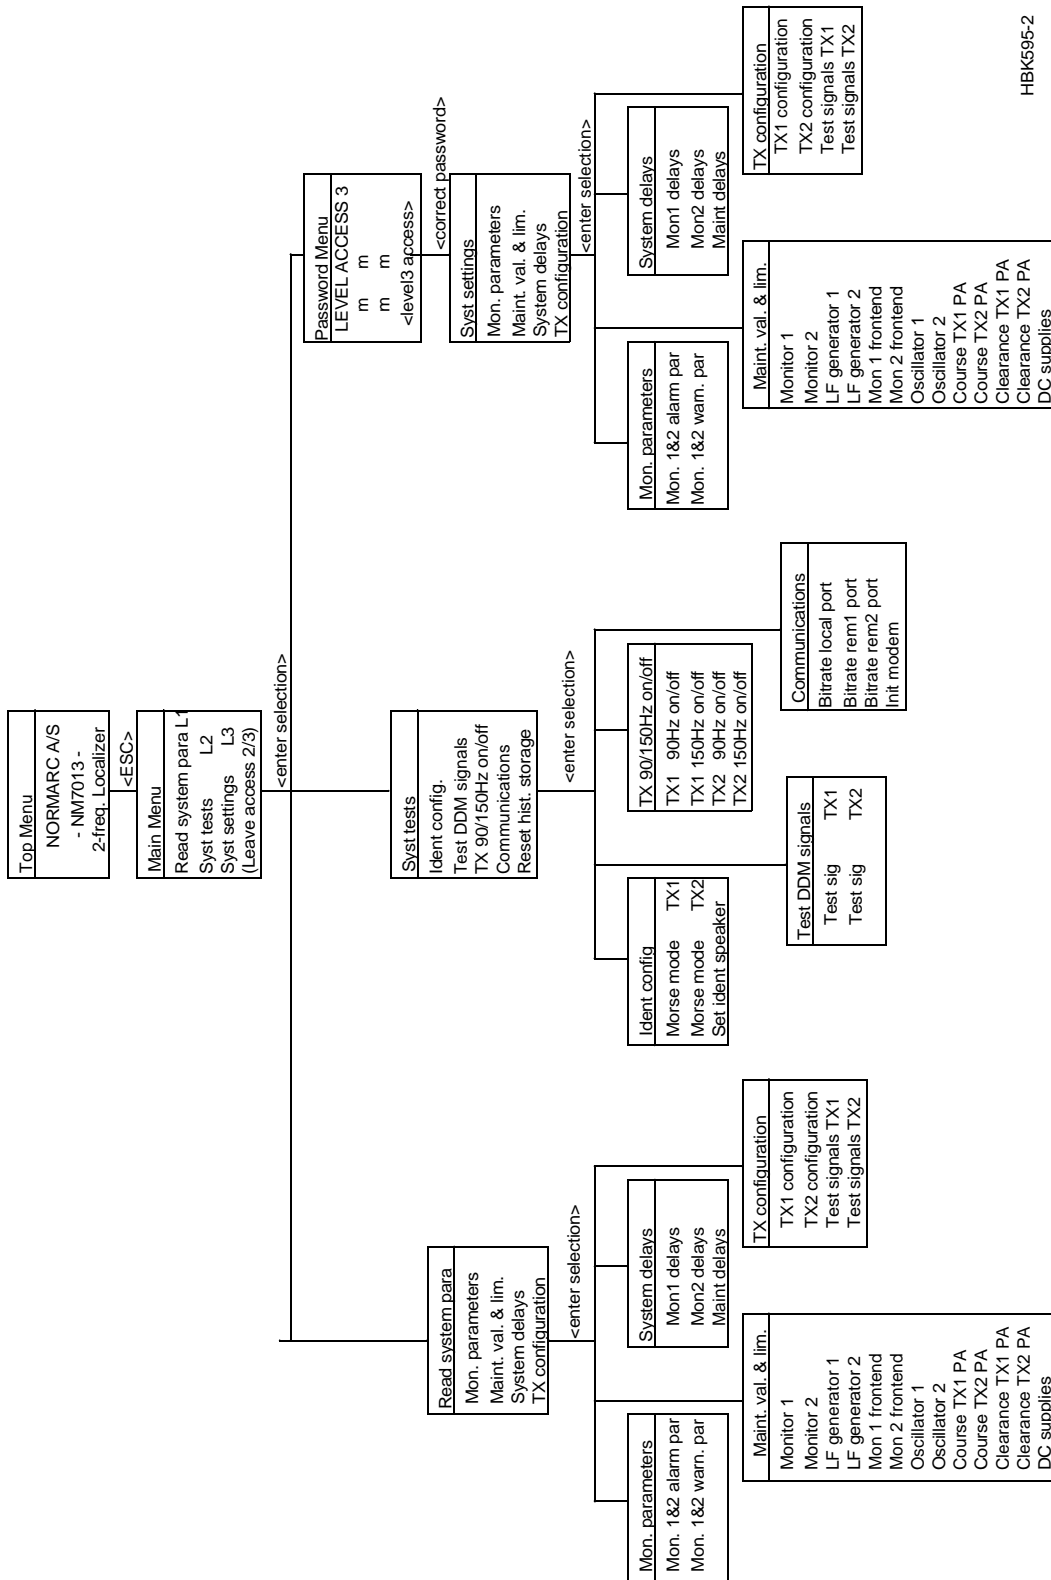 Top Menu
NORMARC A/S
- NM7013 -
2-freq. Localizer
<ESC>
Main Menu
Read system para L1
Syst tests L2
Syst settings L3
(Leave access 2/3)
<enter selection>
Read system para
Mon. parameters
Maint. val. & lim.
System delays
TX configuration
<enter selection>
Mon. parameters
Mon. 1&2 alarm par
Mon. 1&2 warn. par
Maint. val. & lim.
Monitor 1
Monitor 2
LF generator 1
LF generator 2
Mon 1 frontend
Mon 2 frontend
Oscillator 1
Oscillator 2
Course TX1 PA
Course TX2 PA
Clearance TX1 PA
Clearance TX2 PA
DC supplies
System delays
Mon1 delays
Mon2 delays
Maint delays
TX configuration
TX1 configuration
TX2 configuration
Test signals TX1
Test signals TX2
Syst tests
Ident config.
Test DDM signals
TX 90/150Hz on/off
Communications
Reset hist. storage
<enter selection>
Ident config
Morse mode TX1
Morse mode TX2
Set ident speaker
Test DDM signals
Test sig TX1
Test sig TX2
TX 90/150Hz on/off
TX1 90Hz on/off
TX1 150Hz on/off
TX2 90Hz on/off
TX2 150Hz on/off
Communications
Bitrate local port
Bitrate rem1 port
Bitrate rem2 port
Init modem
Password Menu
LEVEL ACCESS 3
m m
m m
<level3 access>
<correct password>
Syst settings
Mon. parameters
Maint. val. & lim.
System delays
TX configuration
<enter selection>
Mon. parameters
Mon. 1&2 alarm par
Mon. 1&2 warn. par
Maint. val. & lim.
Monitor 1
Monitor 2
LF generator 1
LF generator 2
Mon 1 frontend
Mon 2 frontend
Oscillator 1
Oscillator 2
Course TX1 PA
Course TX2 PA
Clearance TX1 PA
Clearance TX2 PA
DC supplies
System delays
Mon1 delays
Mon2 delays
Maint delays
TX configuration
TX1 configuration
TX2 configuration
Test signals TX1
Test signals TX2
HBK595-2